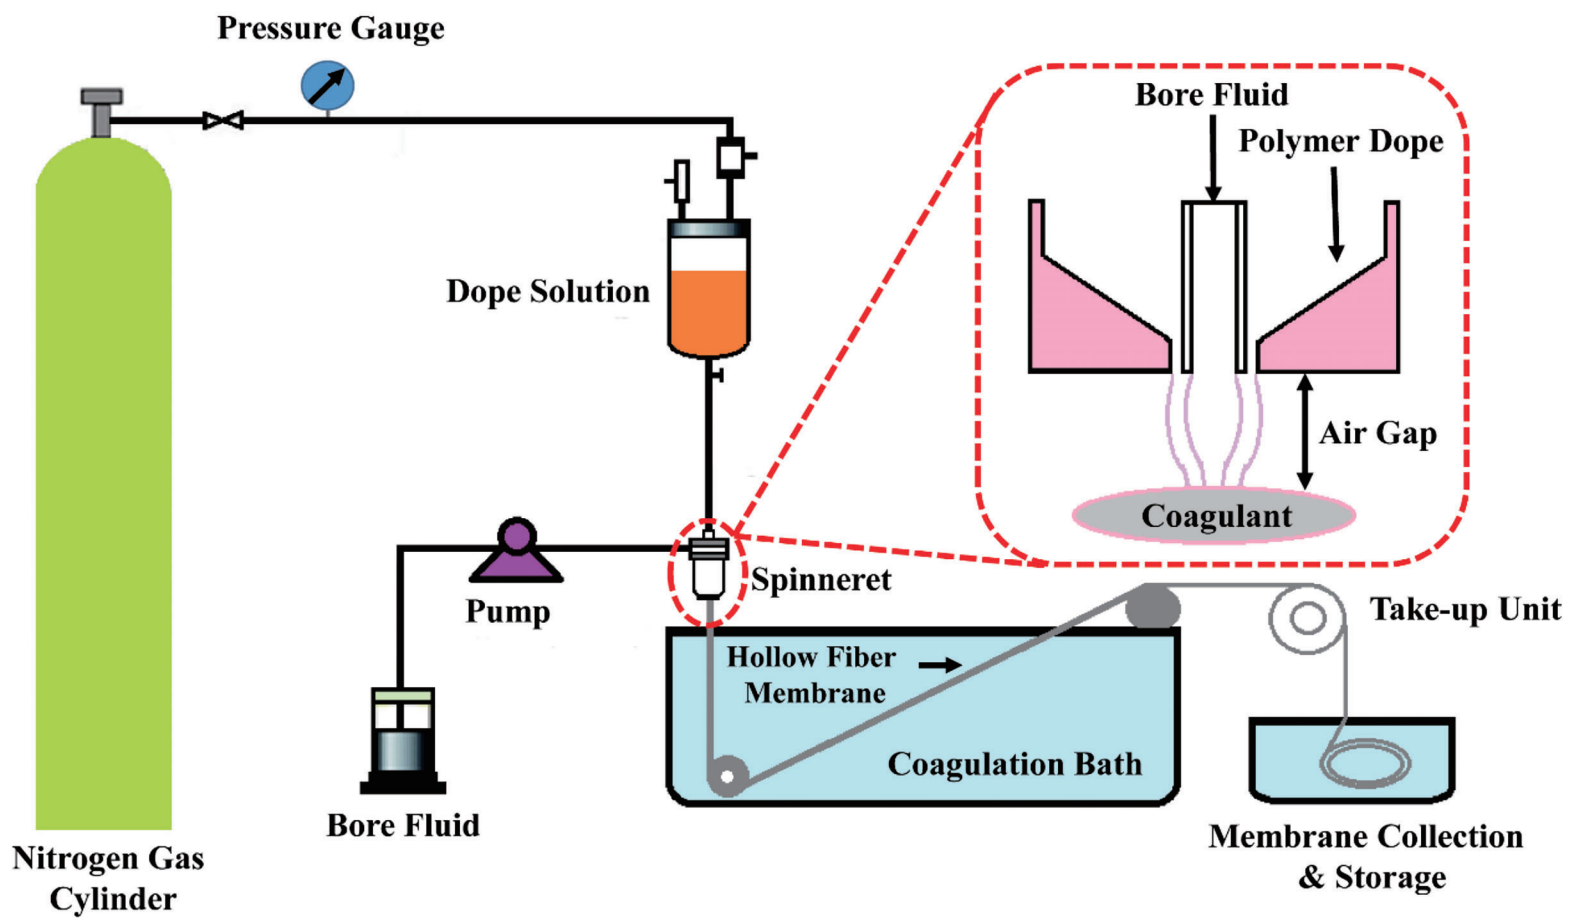 Pressure Gauge
Bore Fluid
Polymer Dope
Dope Solution
Air Gap
Coagulant
Spinneret
Pump
Take-up Unit
Hollow Fiber
Membrane
Coagulation Bath
Bore Fluid
Membrane Collection
& Storage
Nitrogen Gas
Cylinder